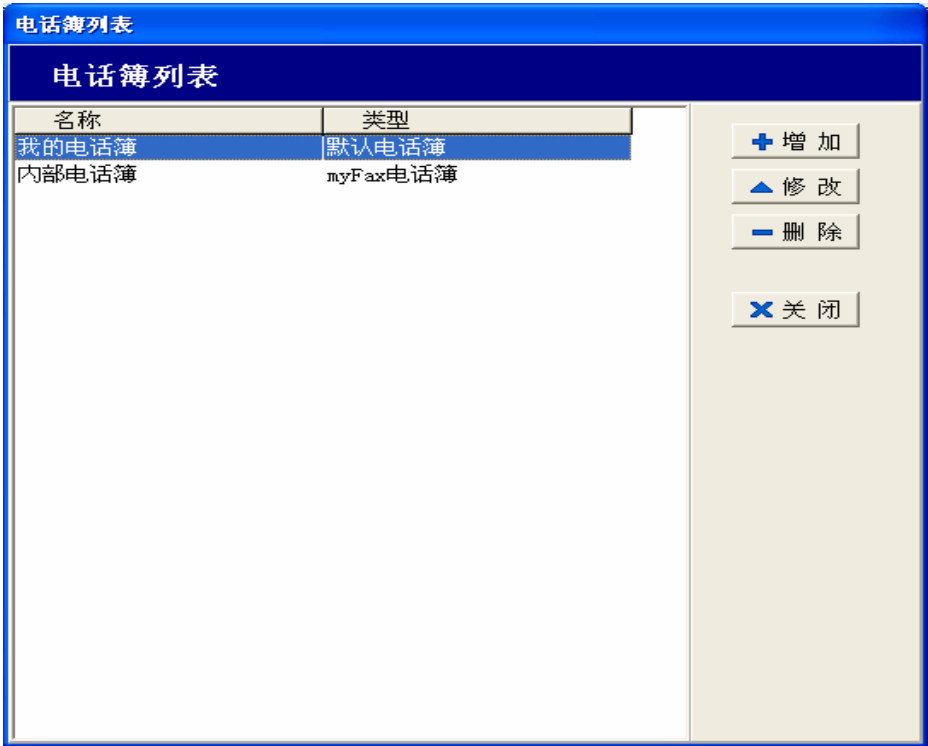 电话簿列表
电话簿列表
名称 类型
我的电话簿 默认电话簿
内部电话簿 myFax电话簿
增 加
修 改
删 除
关 闭